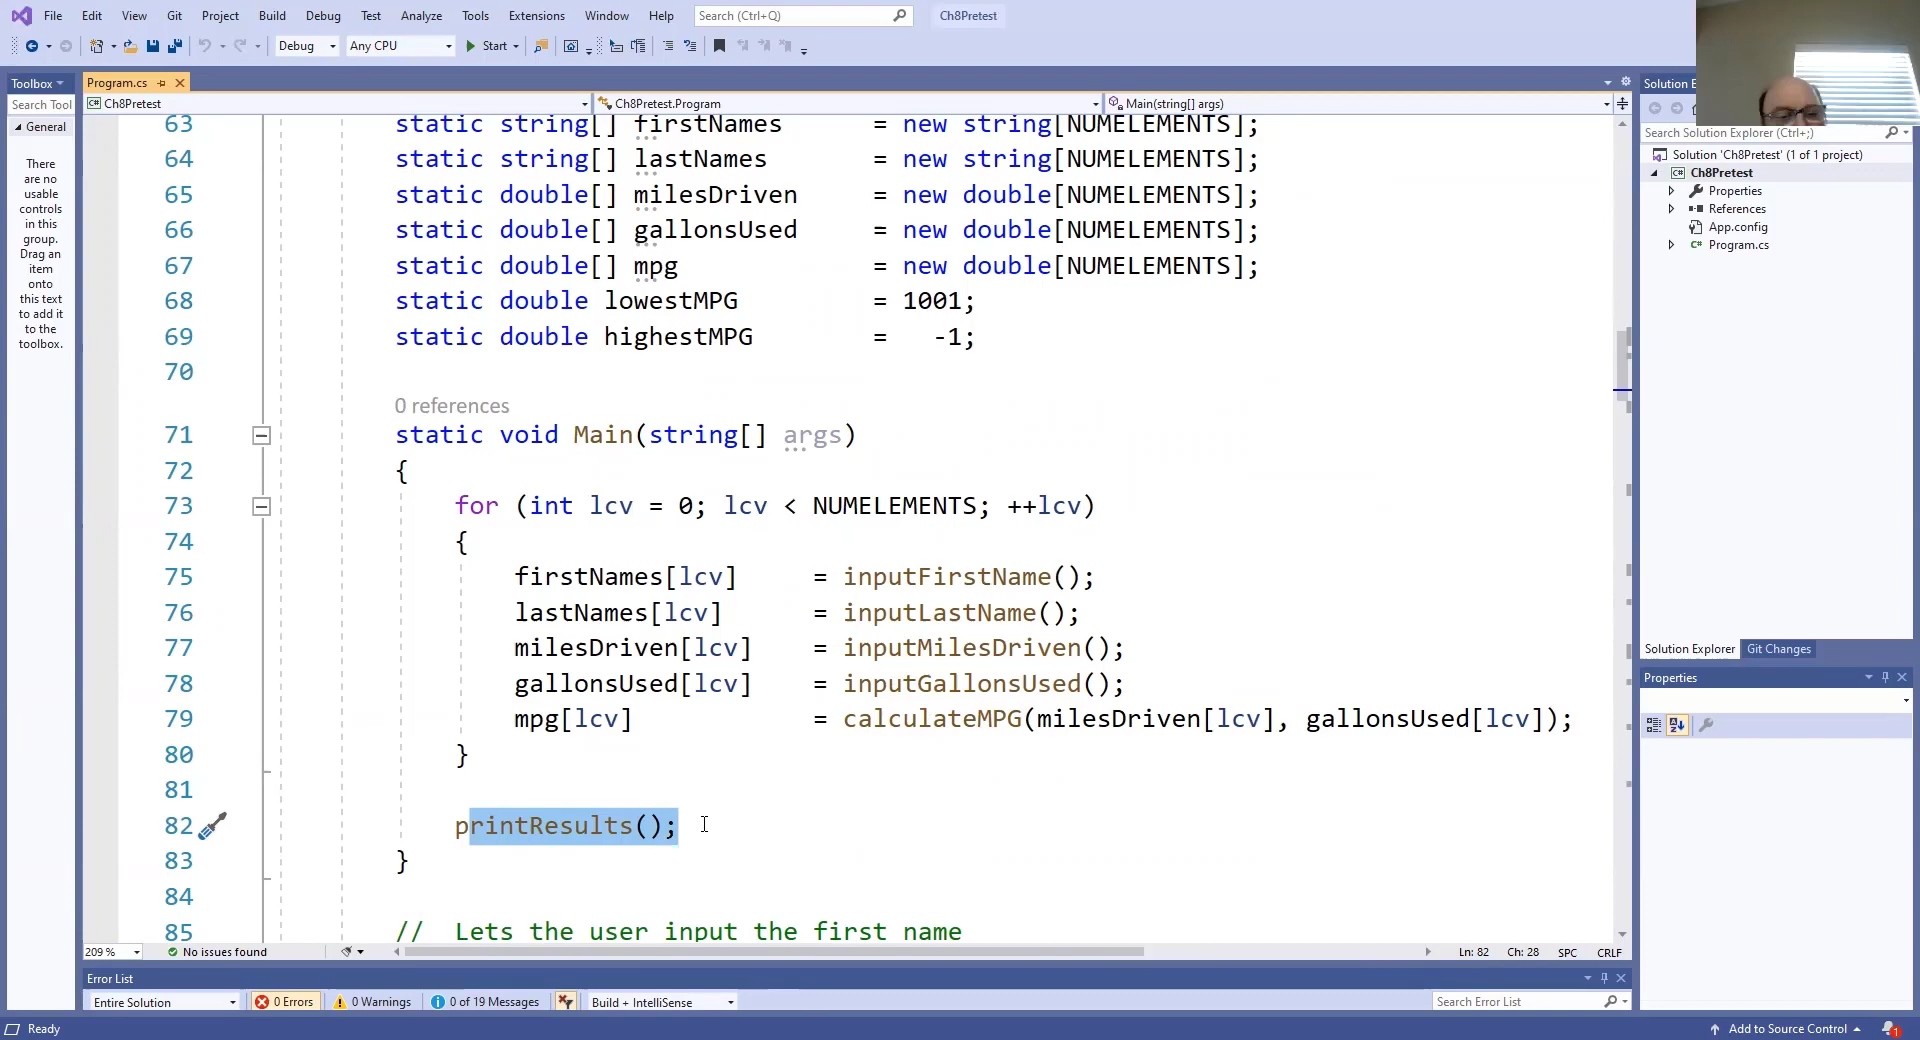 File Edit View Git Project Build Debug Test Analyze Tools Extensions Window Help Search (Ctrl+Q) Ch8Pretest
Debug Any CPU Start
Toolbox
Search Tool
General
There
are no
usable
controls
in this
group.
Drag an
item
onto
this text
to add it
to the
toolbox.
Program.cs
Ch8Pretest Ch8Pretest.Program Main(string[] args)
63 static string[] firstNames = new string[NUMELEMENTS];
64 static string[] lastNames = new string[NUMELEMENTS];
65 static double[] milesDriven = new double[NUMELEMENTS];
66 static double[] gallonsUsed = new double[NUMELEMENTS];
67 static double[] mpg = new double[NUMELEMENTS];
68 static double lowestMPG = 1001;
69 static double highestMPG = -1;
70
0 references
71 static void Main(string[] args)
72 {
73 for (int lcv = 0; lcv < NUMELEMENTS; ++lcv)
74 {
75 firstNames[lcv] = inputFirstName();
76 lastNames[lcv] = inputLastName();
77 milesDriven[lcv] = inputMilesDriven();
78 gallonsUsed[lcv] = inputGallonsUsed();
79 mpg[lcv] = calculateMPG(milesDriven[lcv], gallonsUsed[lcv]);
80 }
81
82 printResults();
83 }
84
85 // Lets the user input the first name
209 % No issues found Ln: 82 Ch: 28 SPC CRLF
Error List
Entire Solution 0 Errors 0 Warnings 0 of 19 Messages Build + IntelliSense Search Error List
Ready Add to Source Control 1
Solution E
Search Solution Explorer (Ctrl+;)
Solution 'Ch8Pretest' (1 of 1 project)
C# Ch8Pretest
Properties
References
App.config
C# Program.cs
Solution Explorer Git Changes
Properties